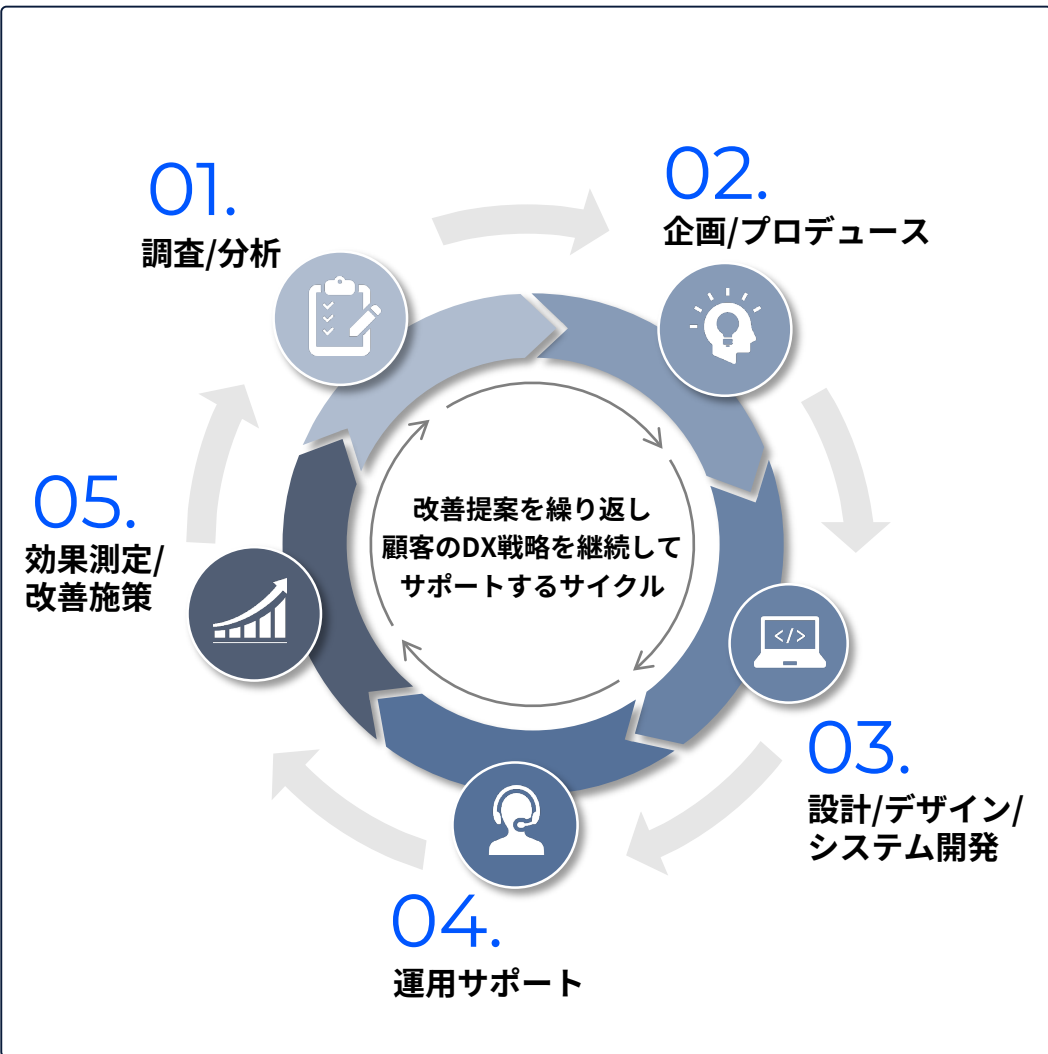 01.
調査/分析
02.
企画/プロデュース
03.
設計/デザイン/
システム開発
</>
04.
運用サポート
05.
効果測定/
改善施策
改善提案を繰り返し
顧客のDX戦略を継続して
サポートするサイクル